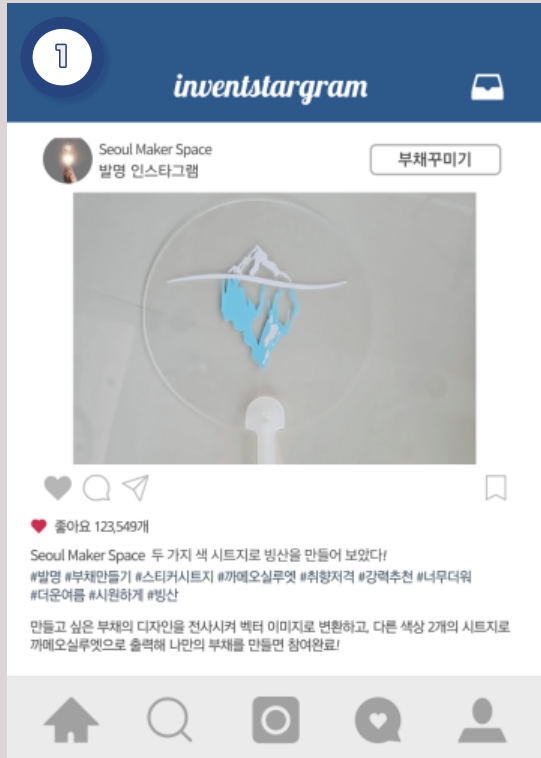 1
inventstargram
Seoul Maker Space
발명 인스타그램
부채꾸미기
좋아요 123,549개
Seoul Maker Space 두 가지 색 시트지로 빙산을 만들어 보았다!
#발명 #부채만들기 #스티커시트지 #까메오실루엣 #취향저격 #강력추천 #너무더워
#더운여름 #시원하게 #빙산
만들고 싶은 부채의 디자인을 전사시켜 벡터 이미지로 변환하고, 다른 색상 2개의 시트지로
까메오실루엣으로 출력해 나만의 부채를 만들면 참여완료!